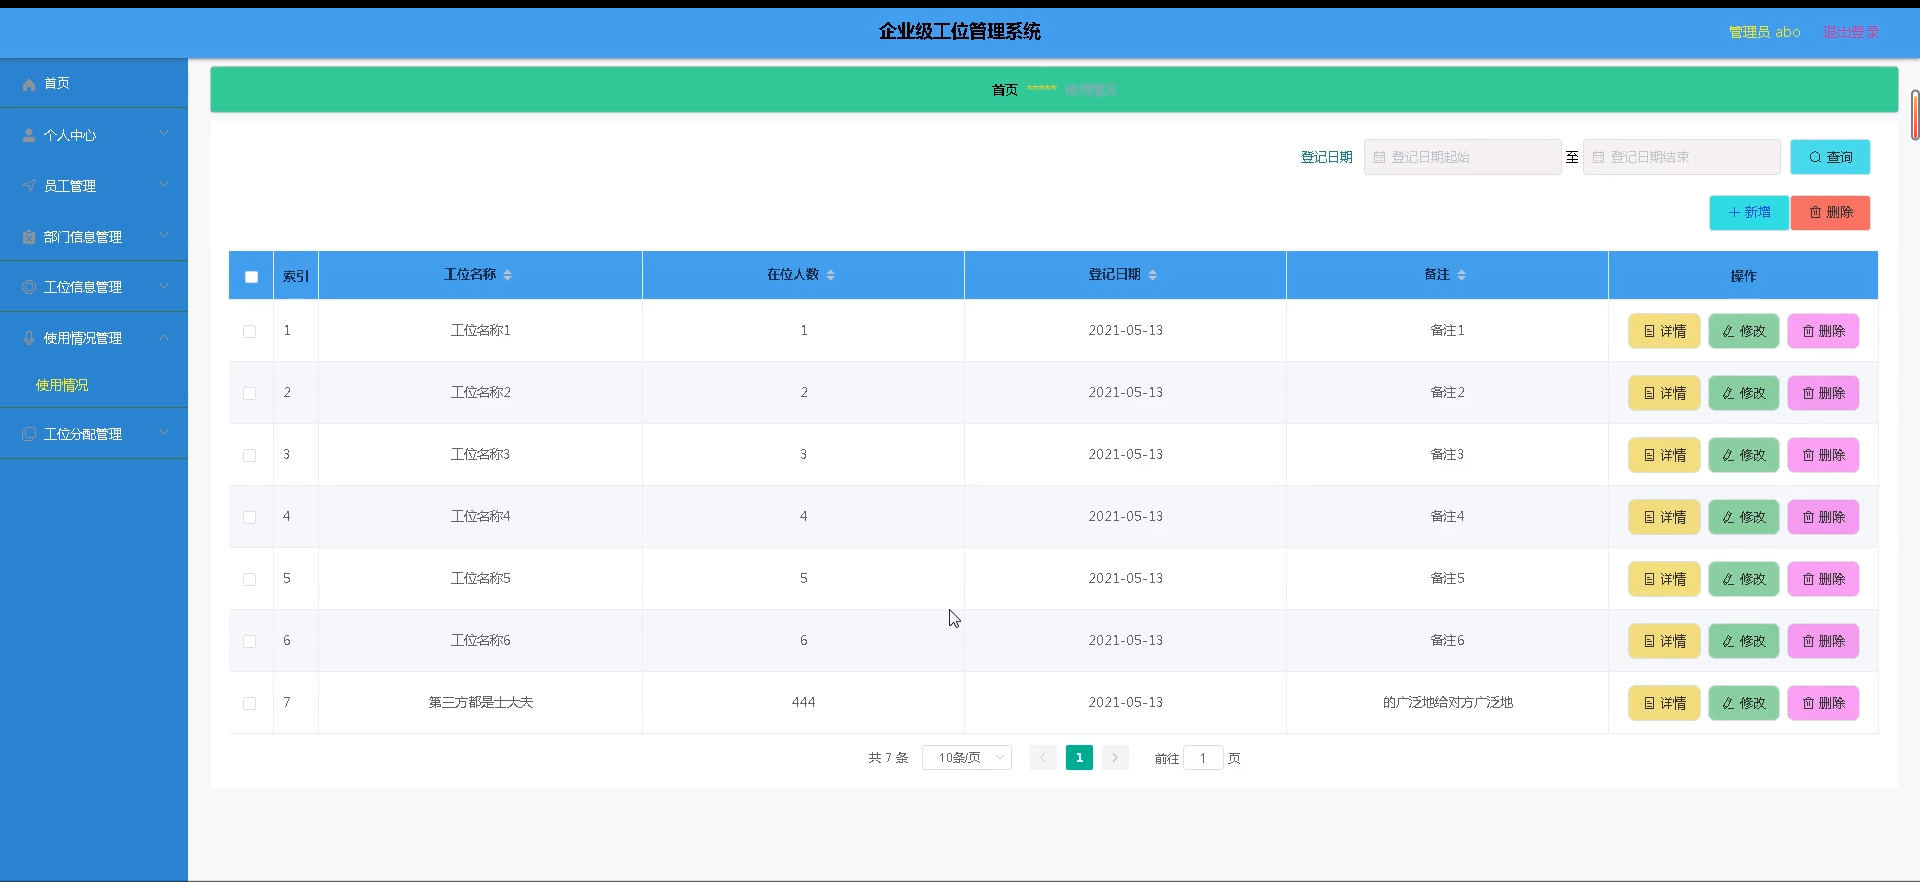 企业级工位管理系统
管理员 abo 退出登录
首页
个人中心
员工管理
部门信息管理
工位信息管理
使用情况管理
使用情况
工位分配管理
首页 ***** 使用情况
登记日期 登记日期起始 至 登记日期结束 查询
新增 删除
索引 工位名称 在位人数 登记日期 备注 操作
1 工位名称1 1 2021-05-13 备注1 详情 修改 删除
2 工位名称2 2 2021-05-13 备注2 详情 修改 删除
3 工位名称3 3 2021-05-13 备注3 详情 修改 删除
4 工位名称4 4 2021-05-13 备注4 详情 修改 删除
5 工位名称5 5 2021-05-13 备注5 详情 修改 删除
6 工位名称6 6 2021-05-13 备注6 详情 修改 删除
7 第三方都是士大夫 444 2021-05-13 的广泛地给对方广泛地 详情 修改 删除
共 7 条 10条/页 1 前往 1 页